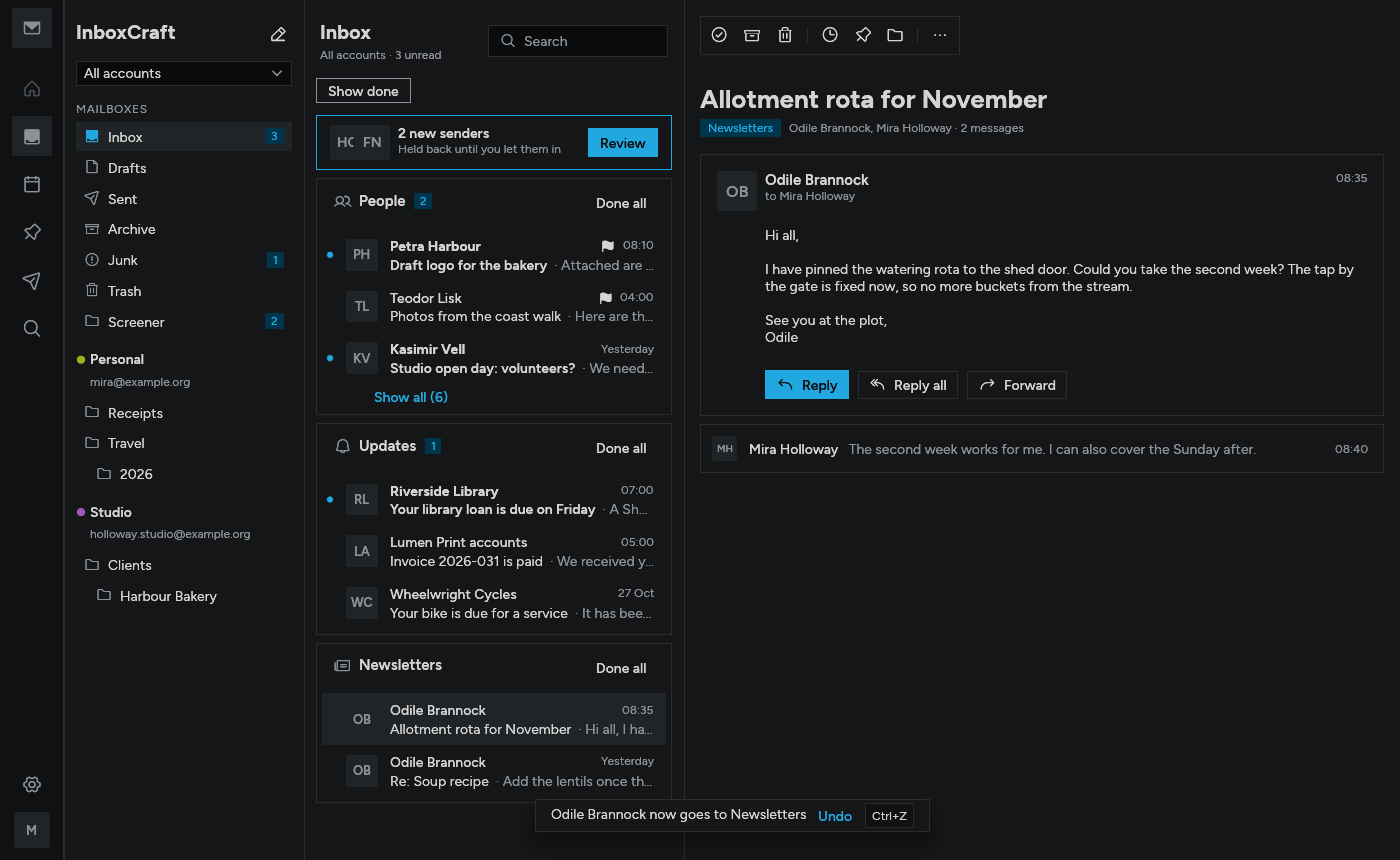 InboxCraft
All accounts
MAILBOXES
Inbox 3
Drafts
Sent
Archive
Junk 1
Trash
Screener 2
Personal
mira@example.org
Receipts
Travel
2026
Studio
holloway.studio@example.org
Clients
Harbour Bakery
M
Inbox
All accounts · 3 unread
Search
Show done
FN
2 new senders
Held back until you let them in
Review
People 2 Done all
PH Petra Harbour 08:10
Draft logo for the bakery · Attached are ...
TL Teodor Lisk 04:00
Photos from the coast walk · Here are th...
KV Kasimir Vell Yesterday
Studio open day: volunteers? · We need...
Show all (6)
Updates 1 Done all
RL Riverside Library 07:00
Your library loan is due on Friday · A Sh...
LA Lumen Print accounts 05:00
Invoice 2026-031 is paid · We received y...
WC Wheelwright Cycles 27 Oct
Your bike is due for a service · It has bee...
Newsletters Done all
OB Odile Brannock 08:35
Allotment rota for November · Hi all, I ha...
OB Odile Brannock Yesterday
Re: Soup recipe · Add the lentils once th...
Allotment rota for November
Newsletters Odile Brannock, Mira Holloway · 2 messages
OB Odile Brannock 08:35
to Mira Holloway
Hi all,
I have pinned the watering rota to the shed door. Could you take the second week? The tap by
the gate is fixed now, so no more buckets from the stream.
See you at the plot,
Odile
Reply Reply all Forward
MH Mira Holloway The second week works for me. I can also cover the Sunday after. 08:40
Odile Brannock now goes to Newsletters Undo Ctrl+Z